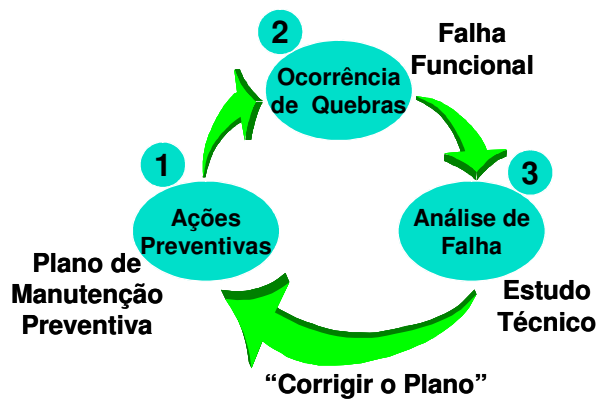 2
Ocorrência
de Quebras
Falha
Funcional
1
Ações
Preventivas
Plano de
Manutenção
Preventiva
3
Análise de
Falha
Estudo
Técnico
“Corrigir o Plano”